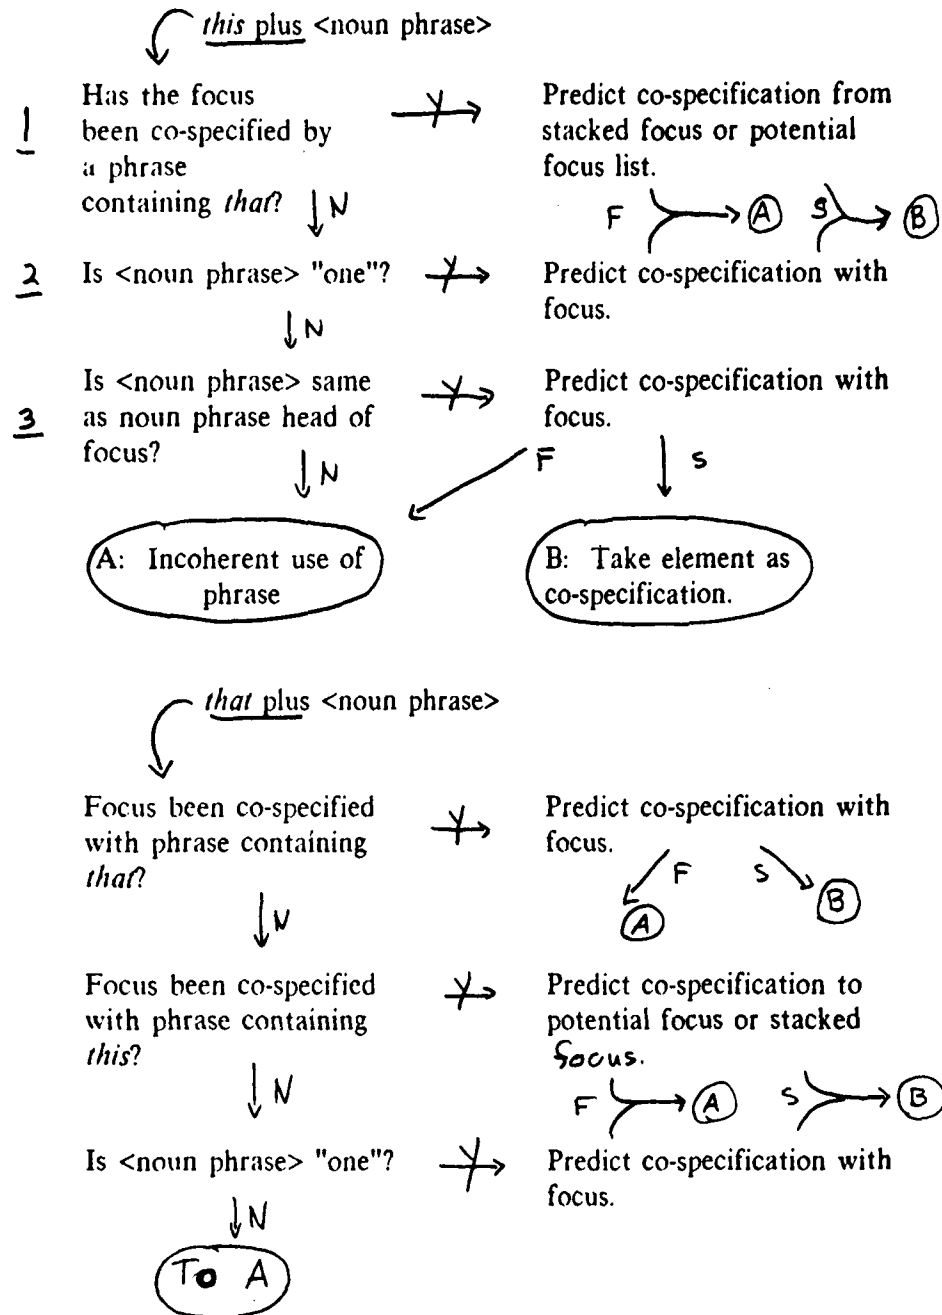 this plus <noun phrase>
1
Has the focus
been co-specified by
a phrase
containing that?
Y
Predict co-specification from
stacked focus or potential
focus list.
N
F
A
S
B
2
Is <noun phrase> "one"?
Y
Predict co-specification with
focus.
N
3
Is <noun phrase> same
as noun phrase head of
focus?
Y
Predict co-specification with
focus.
N
F
S
A: Incoherent use of
phrase
B: Take element as
co-specification.
that plus <noun phrase>
Focus been co-specified
with phrase containing
that?
Y
Predict co-specification with
focus.
F
S
A
B
N
Focus been co-specified
with phrase containing
this?
Y
Predict co-specification to
potential focus or stacked
focus.
N
F
A
S
B
Is <noun phrase> "one"?
Y
Predict co-specification with
focus.
N
To A